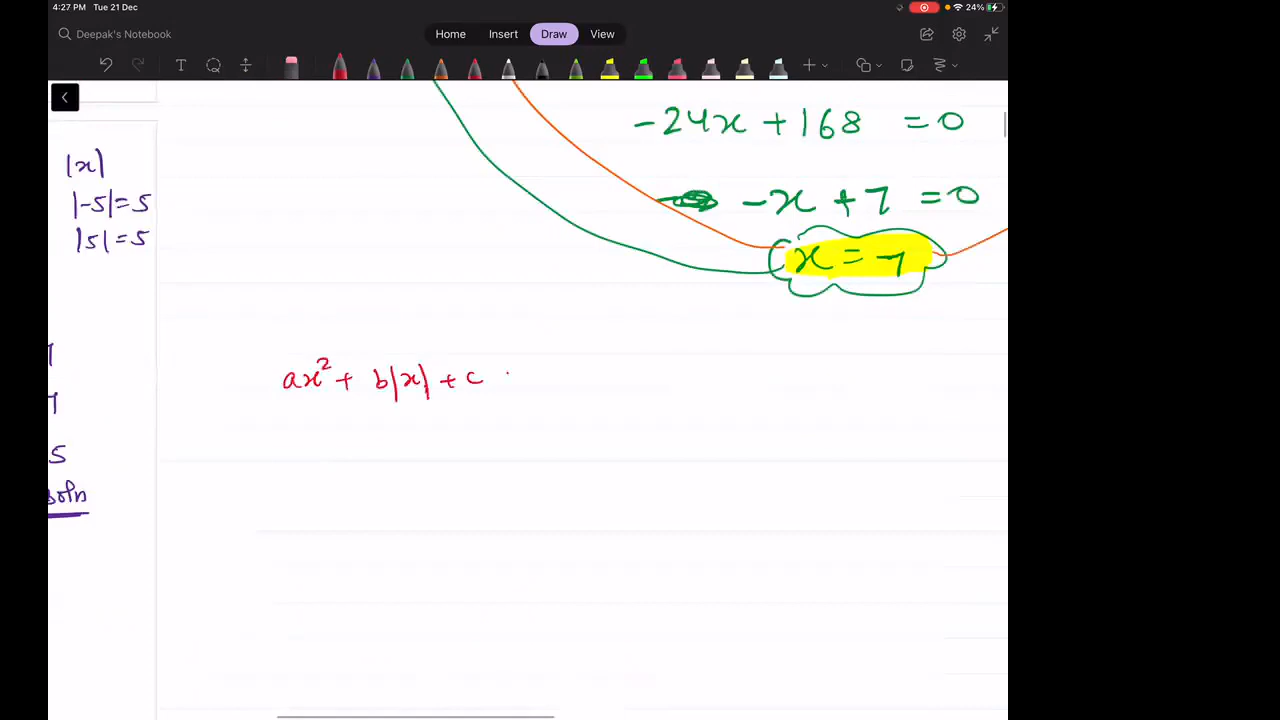 4:27 PM Tue 21 Dec
24%
Deepak's Notebook
Home Insert Draw View
|x|
|-5|=5
|5|=5
-24x+168 =0
-x+7 =0
x=7
ax²+ b|x|+c
5
soln